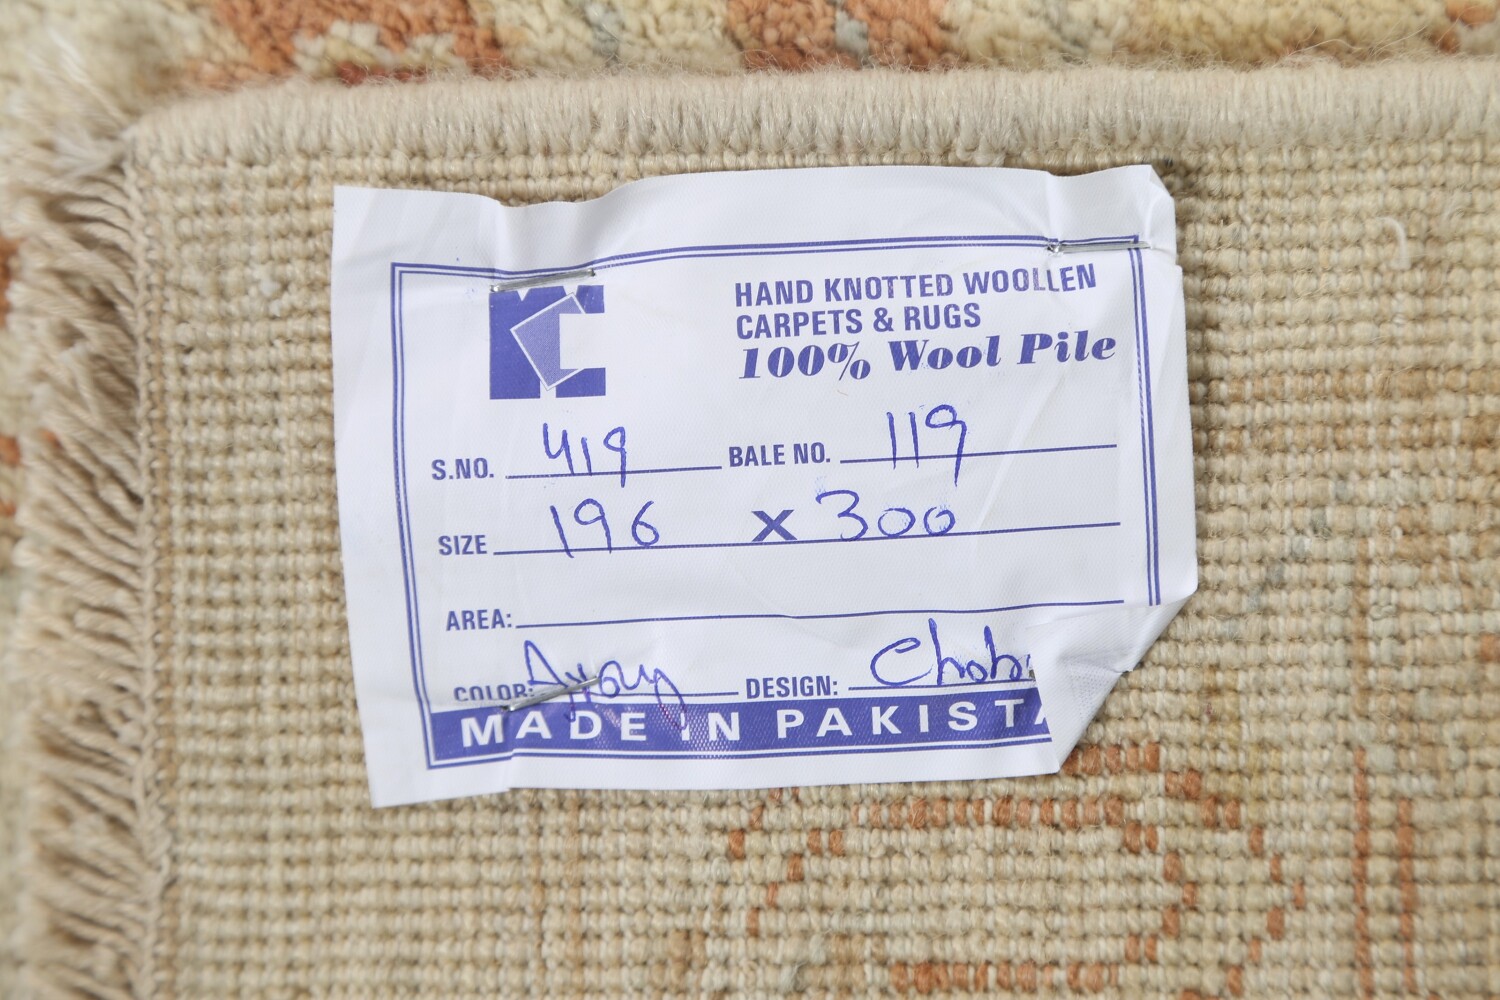 HAND KNOTTED WOOLLEN
CARPETS & RUGS
100% Wool Pile
S.NO. 419 BALE NO. 119
SIZE 196 X 300
AREA:
COLOR: DESIGN: Chobi
MADE IN PAKISTA